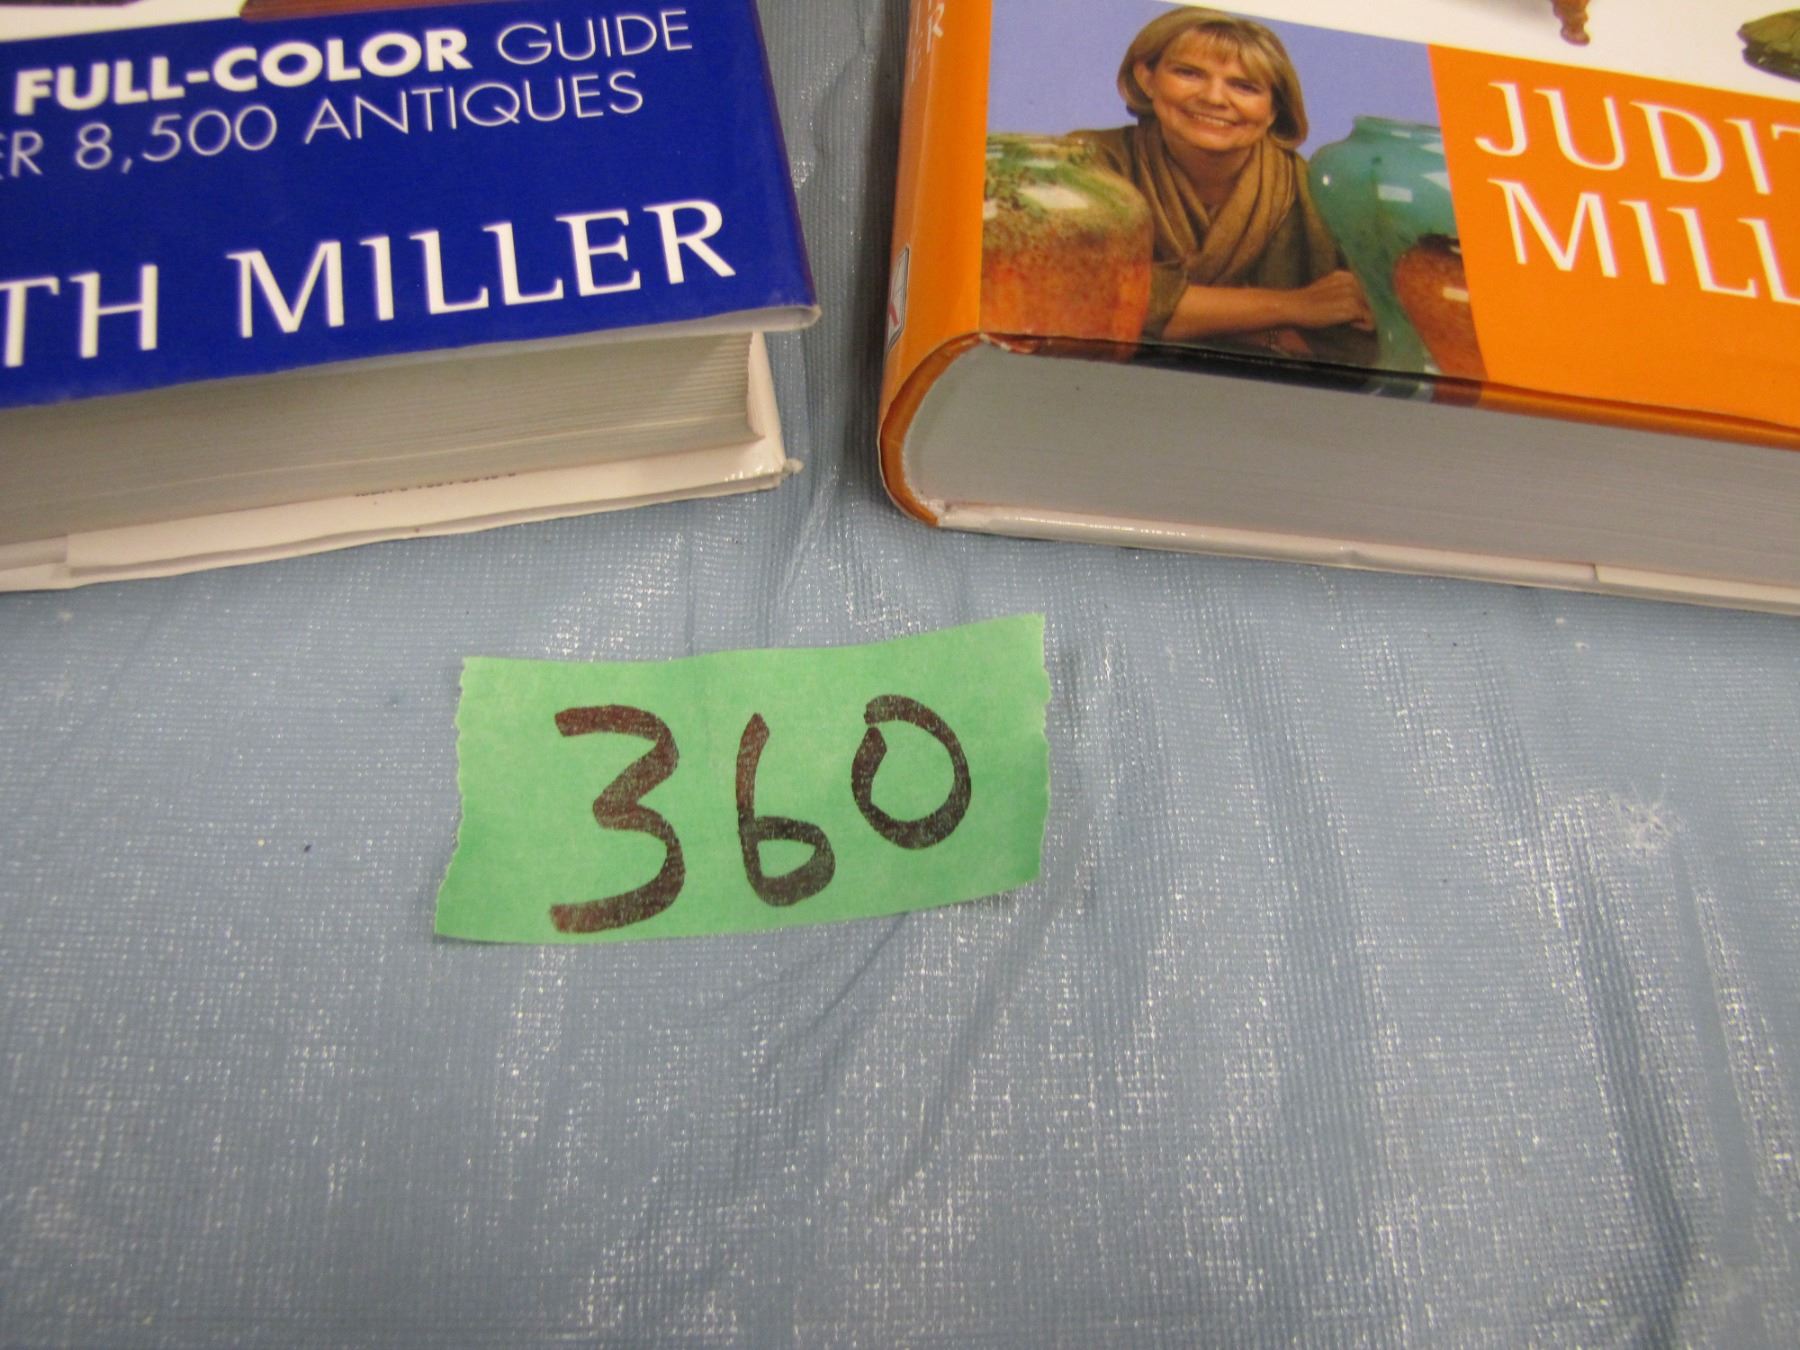 FULL-COLOR GUIDE
ER 8,500 ANTIQUES
TH MILLER
JUDIT
MILL
360